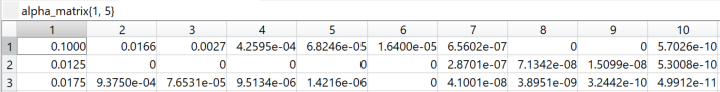 alpha_matrix{1, 5}
1 2 3 4 5 6 7 8 9 10
1 0.1000 0.0166 0.0027 4.2595e-04 6.8246e-05 1.6400e-05 6.5602e-07 0 0 5.7026e-10
2 0.0125 0 0 0 0 0 2.8701e-07 7.1342e-08 1.5099e-08 5.3008e-10
3 0.0175 9.3750e-04 7.6531e-05 9.5134e-06 1.4216e-06 0 4.1001e-08 3.8951e-09 3.2442e-10 4.9912e-11